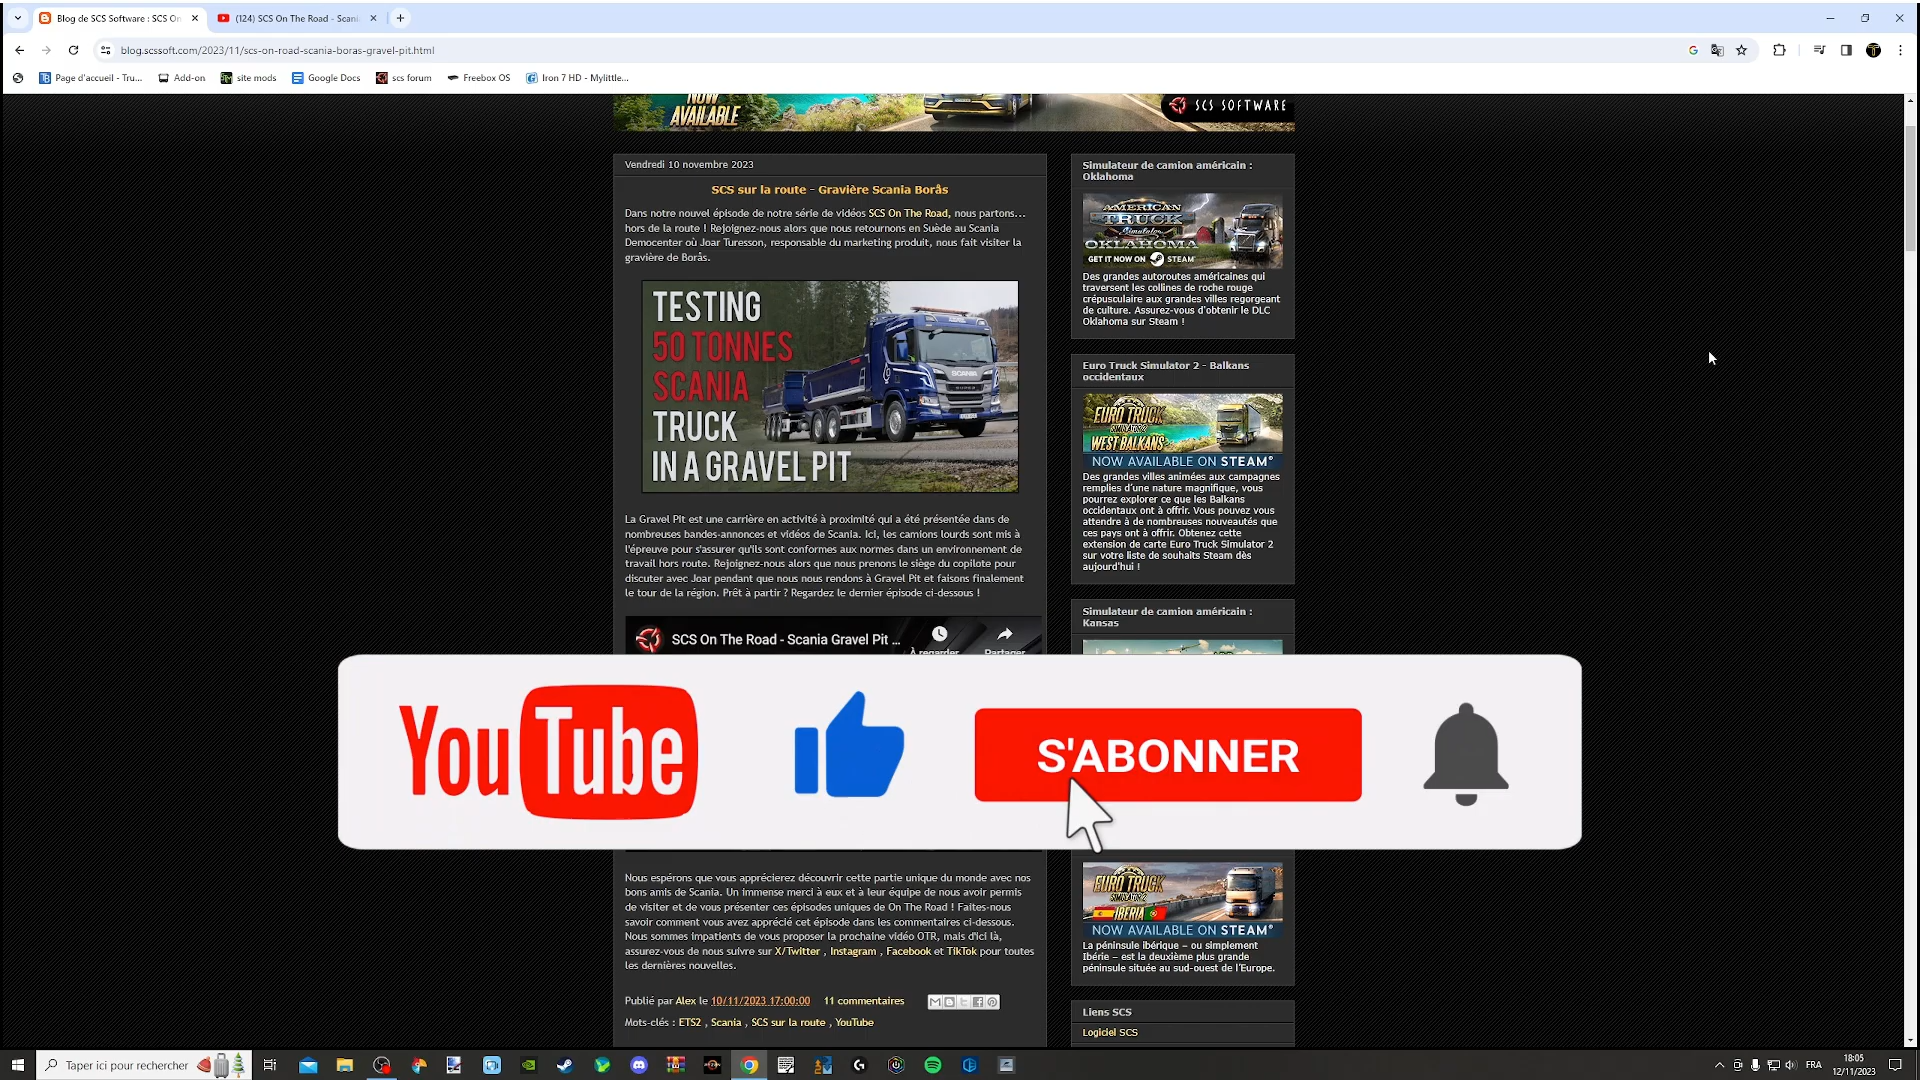 Blog de SCS Software : SCS On
(124) SCS On The Road - Scania
blog.scssoft.com/2023/11/scs-on-road-scania-boras-gravel-pit.html
Page d'accueil - Tru...
Add-on
site mods
Google Docs
scs forum
Freebox OS
Iron 7 HD - Mylittle...
NOW
AVAILABLE
SCS SOFTWARE
Vendredi 10 novembre 2023
SCS sur la route - Gravière Scania Borås
Dans notre nouvel épisode de notre série de vidéos SCS On The Road, nous partons...
hors de la route ! Rejoignez-nous alors que nous retournons en Suède au Scania
Democenter où Joar Turesson, responsable du marketing produit, nous fait visiter la
gravière de Borås.
TESTING
50 TONNES
SCANIA
TRUCK
IN A GRAVEL PIT
SCANIA
SUPER
La Gravel Pit est une carrière en activité à proximité qui a été présentée dans de
nombreuses bandes-annonces et vidéos de Scania. Ici, les camions lourds sont mis à
l'épreuve pour s'assurer qu'ils sont conformes aux normes dans un environnement de
travail hors route. Rejoignez-nous alors que nous prenons le siège du copilote pour
discuter avec Joar pendant que nous nous rendons à Gravel Pit et faisons finalement
le tour de la région. Prêt à partir ? Regardez le dernier épisode ci-dessous !
SCS On The Road - Scania Gravel Pit ...
À regarder
Partager
YouTube
S'ABONNER
Nous espérons que vous apprécierez découvrir cette partie unique du monde avec nos
bons amis de Scania. Un immense merci à eux et à leur équipe de nous avoir permis
de visiter et de vous présenter ces épisodes uniques de On The Road ! Faites-nous
savoir comment vous avez apprécié cet épisode dans les commentaires ci-dessous.
Nous sommes impatients de vous proposer la prochaine vidéo OTR, mais d'ici là,
assurez-vous de nous suivre sur X/Twitter , Instagram , Facebook et TikTok pour toutes
les dernières nouvelles.
Publié par Alex le 10/11/2023 17:00:00 11 commentaires
Mots-clés : ETS2 , Scania , SCS sur la route , YouTube
Simulateur de camion américain :
Oklahoma
AMERICAN
TRUCK
Simulator
OKLAHOMA
GET IT NOW ON STEAM
Des grandes autoroutes américaines qui
traversent les collines de roche rouge
crépusculaire aux grandes villes regorgeant
de culture. Assurez-vous d'obtenir le DLC
Oklahoma sur Steam !
Euro Truck Simulator 2 - Balkans
occidentaux
EURO TRUCK
SIMULATOR 2
WEST BALKANS
NOW AVAILABLE ON STEAM®
Des grandes villes animées aux campagnes
remplies d'une nature magnifique, vous
pourrez explorer ce que les Balkans
occidentaux ont à offrir. Vous pouvez vous
attendre à de nombreuses nouveautés que
ces pays ont à offrir. Obtenez cette
extension de carte Euro Truck Simulator 2
sur votre liste de souhaits Steam dès
aujourd'hui !
Simulateur de camion américain :
Kansas
EURO TRUCK
SIMULATOR 2
IBERIA
NOW AVAILABLE ON STEAM®
La péninsule ibérique – ou simplement
Ibérie – est la deuxième plus grande
péninsule située au sud-ouest de l'Europe.
Liens SCS
Logiciel SCS
Taper ici pour rechercher
FRA
18:05
12/11/2023